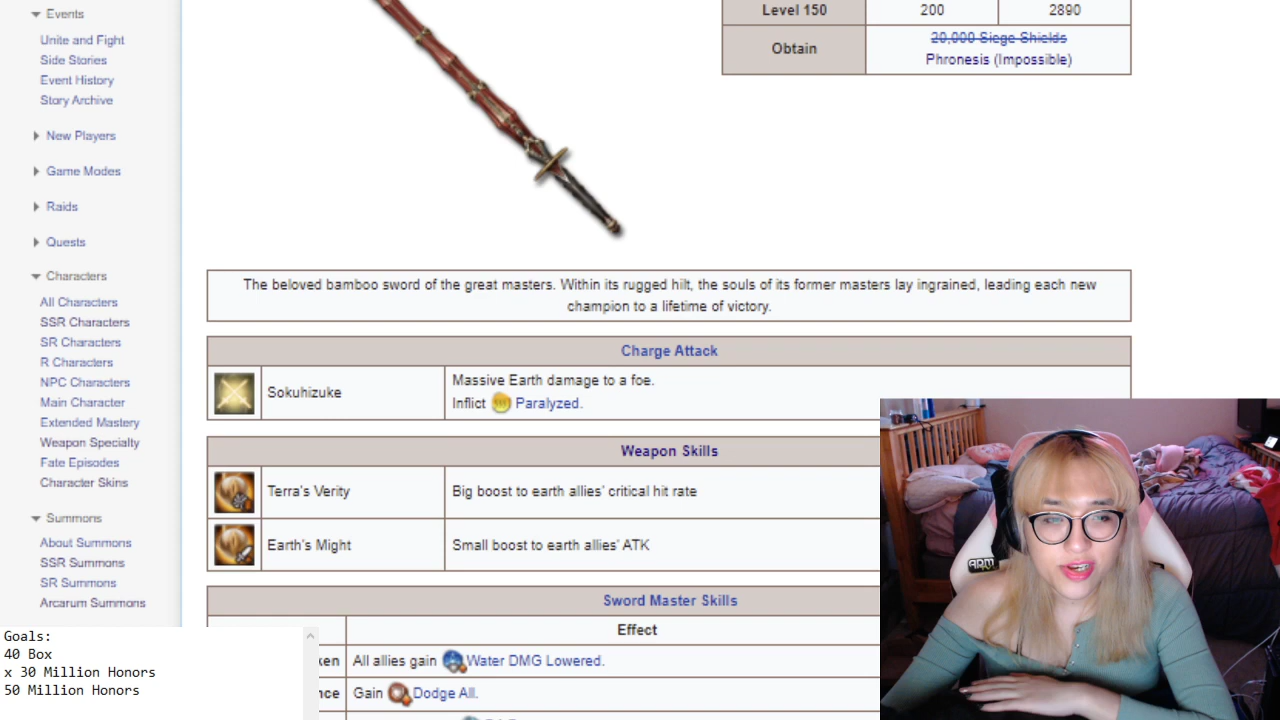 Events
Unite and Fight
Side Stories
Event History
Story Archive
New Players
Game Modes
Raids
Quests
Characters
All Characters
SSR Characters
SR Characters
R Characters
NPC Characters
Main Character
Extended Mastery
Weapon Specialty
Fate Episodes
Character Skins
Summons
About Summons
SSR Summons
SR Summons
Arcarum Summons
Goals:
40 Box
x 30 Million Honors
50 Million Honors
Level 150 200 2890
Obtain 20,000 Siege Shields
Phronesis (Impossible)
The beloved bamboo sword of the great masters. Within its rugged hilt, the souls of its former masters lay ingrained, leading each new
champion to a lifetime of victory.
Charge Attack
Sokuhizuke Massive Earth damage to a foe.
Inflict Paralyzed.
Weapon Skills
Terra's Verity Big boost to earth allies' critical hit rate
Earth's Might Small boost to earth allies' ATK
Sword Master Skills
Effect
ken All allies gain Water DMG Lowered.
nce Gain Dodge All.